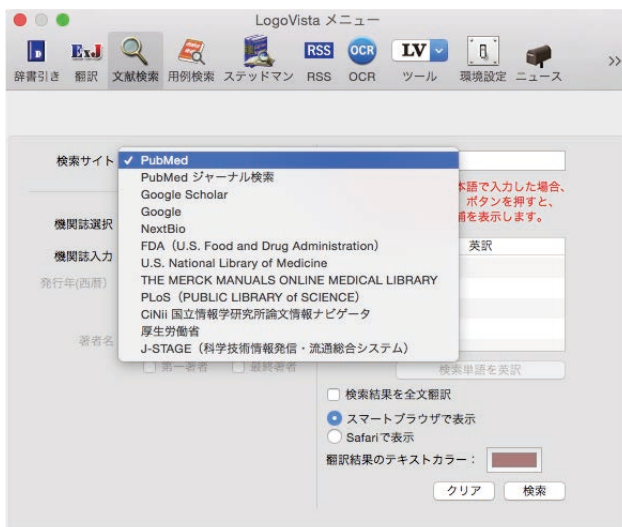 LogoVista メニュー
辞書引き 翻訳 文献検索 用例検索 ステッドマン RSS OCR ツール 環境設定 ニュース
検索サイト ✓ PubMed
PubMed ジャーナル検索
Google Scholar
本語で入力した場合、
Google
ボタンを押すと、
機関誌選択
NextBio
補を表示します。
FDA（U.S. Food and Drug Administration）
英訳
機関誌入力
U.S. National Library of Medicine
発行年(西暦)
THE MERCK MANUALS ONLINE MEDICAL LIBRARY
PLoS（PUBLIC LIBRARY of SCIENCE）
CiNii 国立情報学研究所論文情報ナビゲータ
厚生労働省
著者名
J-STAGE（科学技術情報発信・流通総合システム）
第一著者 最終著者 検索単語を英訳
検索結果を全文翻訳
スマートブラウザで表示
Safariで表示
翻訳結果のテキストカラー：
クリア 検索